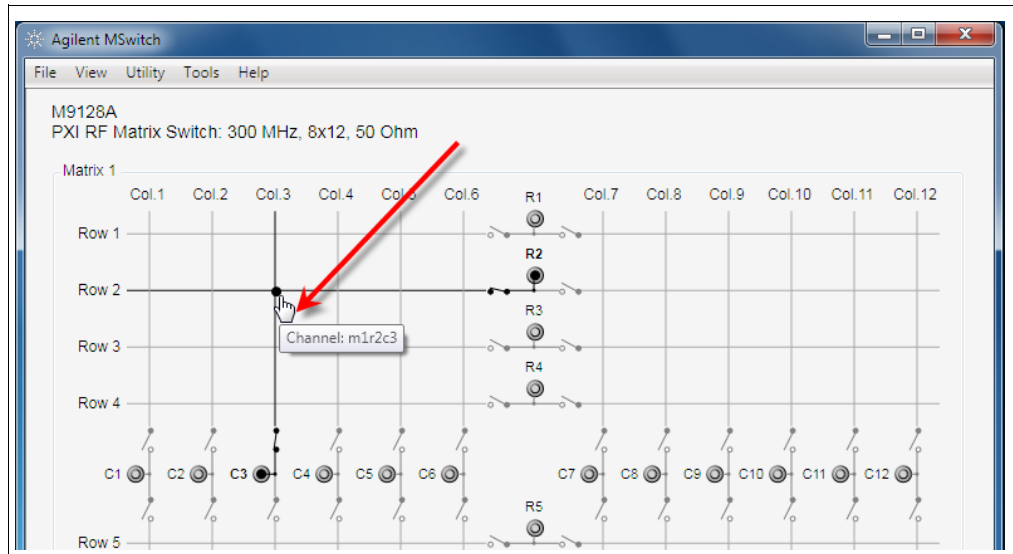 Agilent MSwitch
File View Utility Tools Help
M9128A
PXI RF Matrix Switch: 300 MHz, 8x12, 50 Ohm
Matrix 1
Col.1 Col.2 Col.3 Col.4 Col.5 Col.6 R1 Col.7 Col.8 Col.9 Col.10 Col.11 Col.12
Row 1
R2
Row 2
R3
Channel: m1r2c3
Row 3
R4
Row 4
C1 C2 C3 C4 C5 C6 C7 C8 C9 C10 C11 C12
R5
Row 5